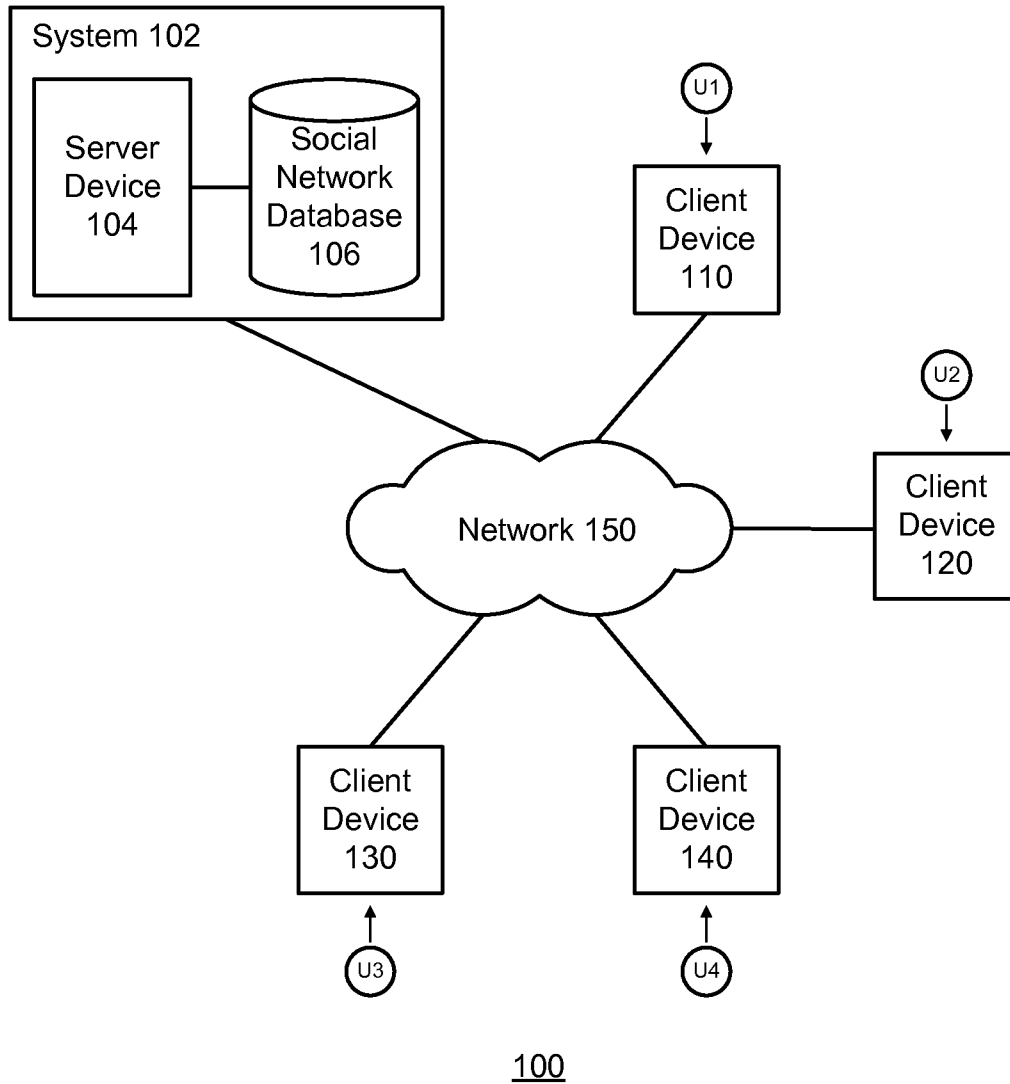 System 102
Server
Device
104
Social
Network
Database
106
U1
Client
Device
110
U2
Client
Device
120
Network 150
Client
Device
130
Client
Device
140
U3
U4
100